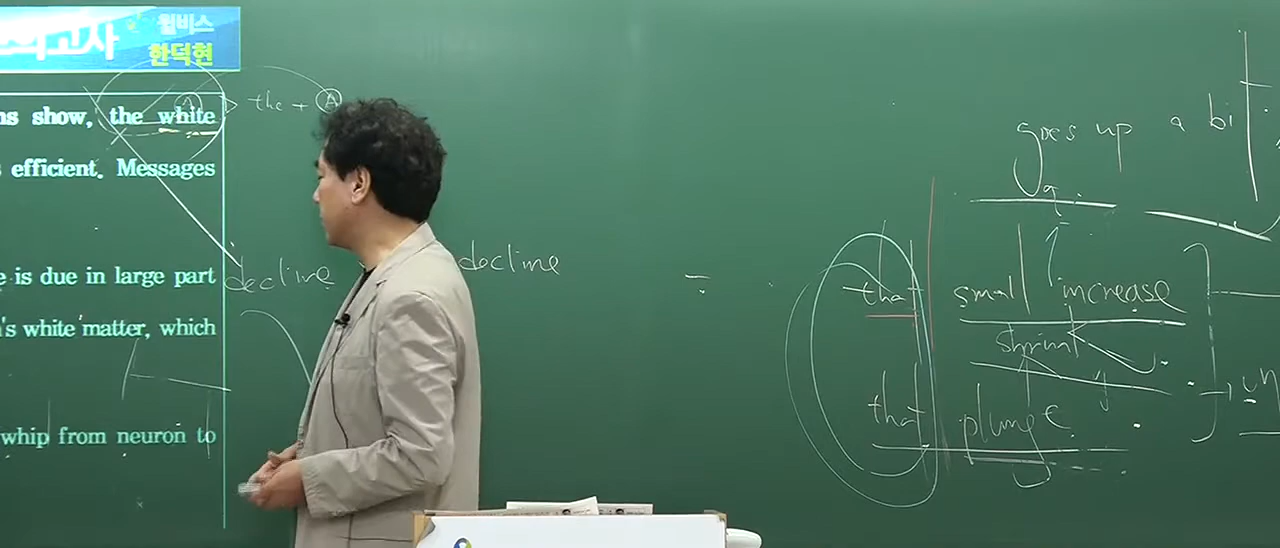 의고사
윌비스
한덕현
the + A
ns show, the white
efficient. Messages
is due in large part
's white matter, which
whip from neuron to
decline
decline
goes up a bit
that small increase
that plunge